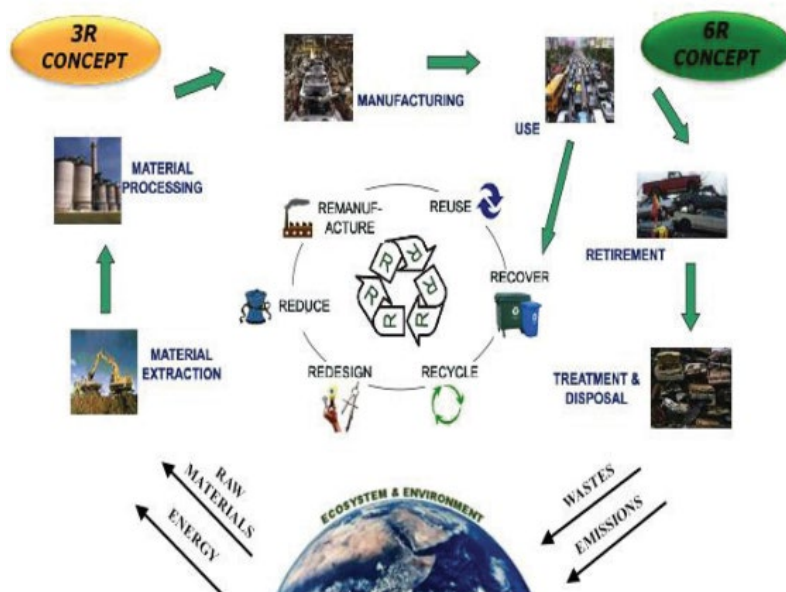 3R
CONCEPT
6R
CONCEPT
MANUFACTURING
USE
MATERIAL
PROCESSING
REMANUF-
ACTURE
REUSE
RETIREMENT
REDUCE
RECOVER
R
R
R
R
R
R
MATERIAL
EXTRACTION
REDESIGN
RECYCLE
TREATMENT &
DISPOSAL
RAW
MATERIALS
ENERGY
ECOSYSTEM & ENVIRONMENT
WASTES
EMISSIONS